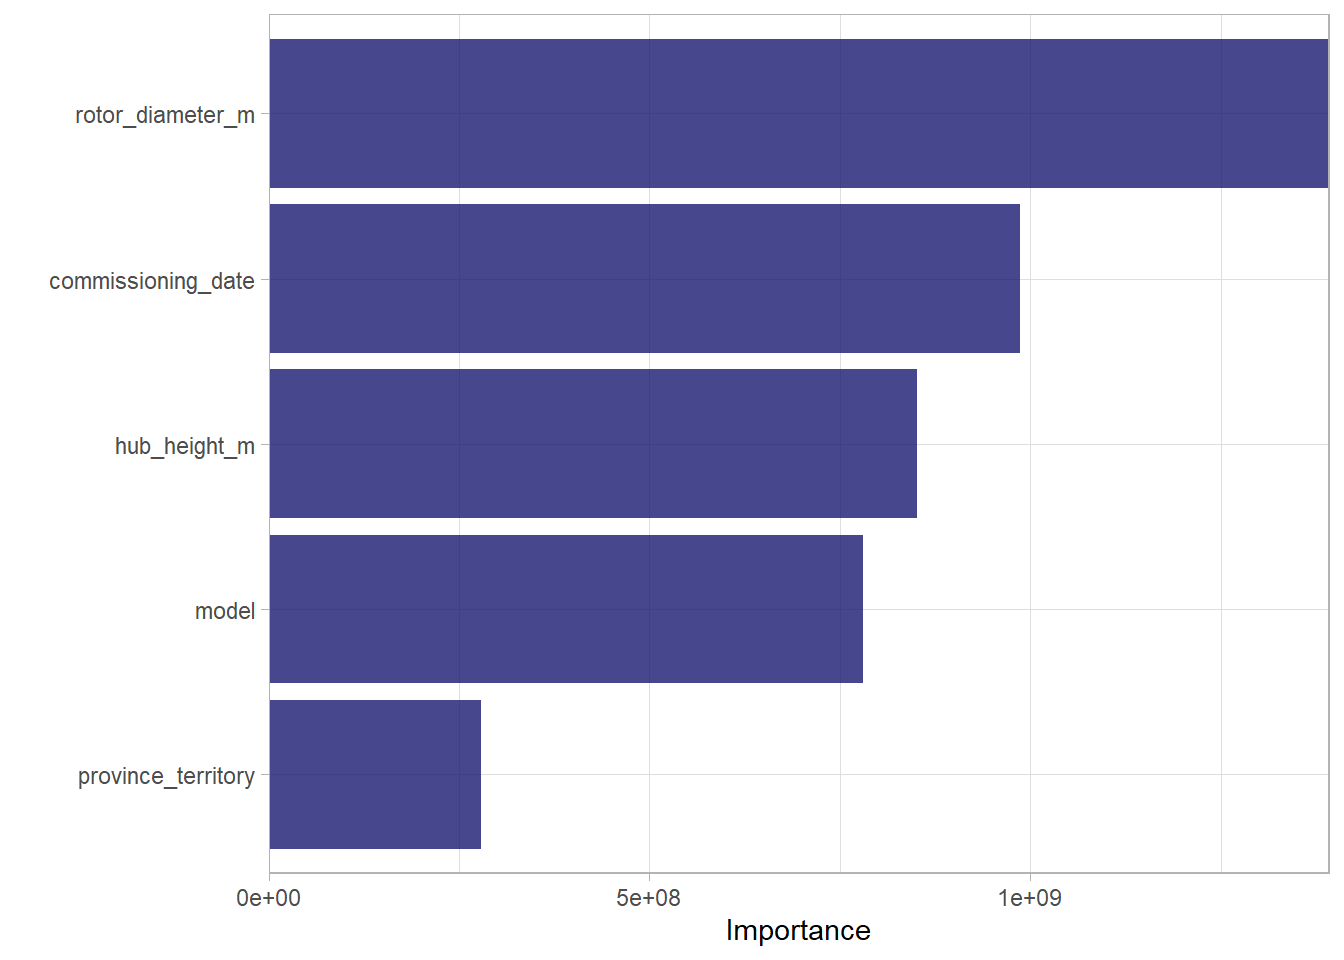 rotor_diameter_m
commissioning_date
hub_height_m
model
province_territory
0e+00 5e+08 1e+09
Importance